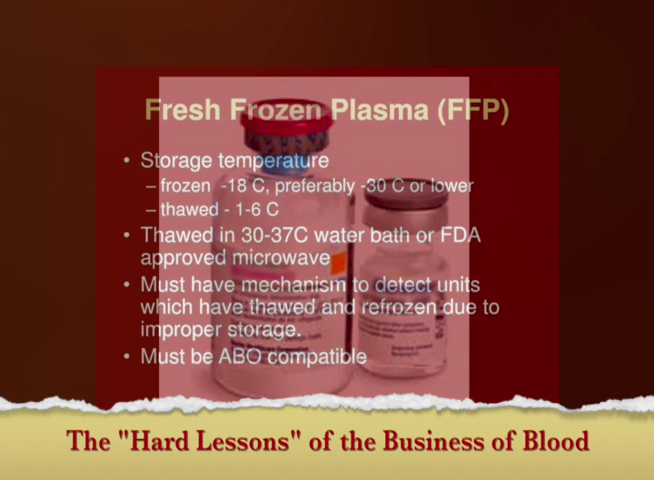 Fresh Frozen Plasma (FFP)
• Storage temperature
– frozen -18 C, preferably -30 C or lower
– thawed - 1-6 C
• Thawed in 30-37C water bath or FDA
approved microwave
• Must have mechanism to detect units
which have thawed and refrozen due to
improper storage.
• Must be ABO compatible
The "Hard Lessons" of the Business of Blood